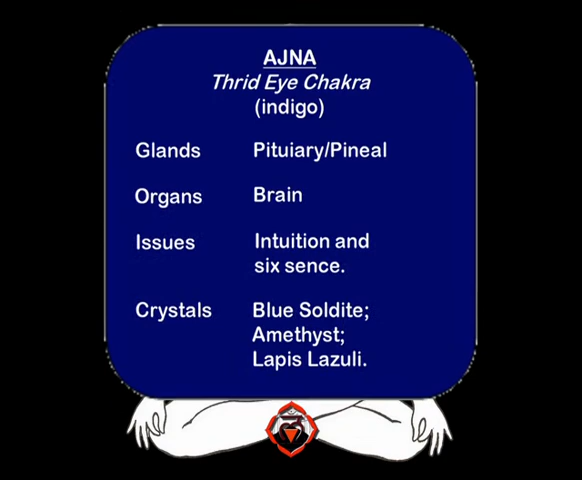 AJNA
Thrid Eye Chakra
(indigo)
Glands Pituiary/Pineal
Organs Brain
Issues Intuition and
six sence.
Crystals Blue Soldite;
Amethyst;
Lapis Lazuli.